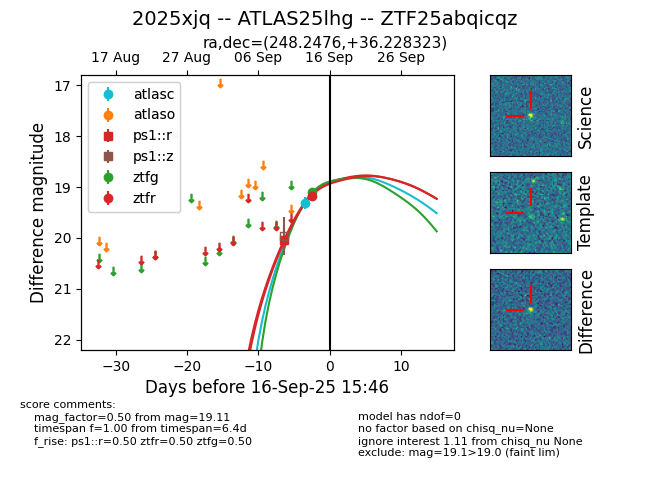 2025xjq -- ATLAS25lhg -- ZTF25abqicqz
ra,dec=(248.2476,+36.228323)
17 Aug 27 Aug 06 Sep 16 Sep 26 Sep
17
18
19
20
21
22
Difference magnitude
atlasc
atlaso
ps1::r
ps1::z
ztfg
ztfr
−30 −20 −10 0 10
Days before 16-Sep-25 15:46
Science
Template
Difference
score comments:
mag_factor=0.50 from mag=19.11
timespan f=1.00 from timespan=6.4d
f_rise: ps1::r=0.50 ztfr=0.50 ztfg=0.50
model has ndof=0
no factor based on chisq_nu=None
ignore interest 1.11 from chisq_nu None
exclude: mag=19.1>19.0 (faint lim)